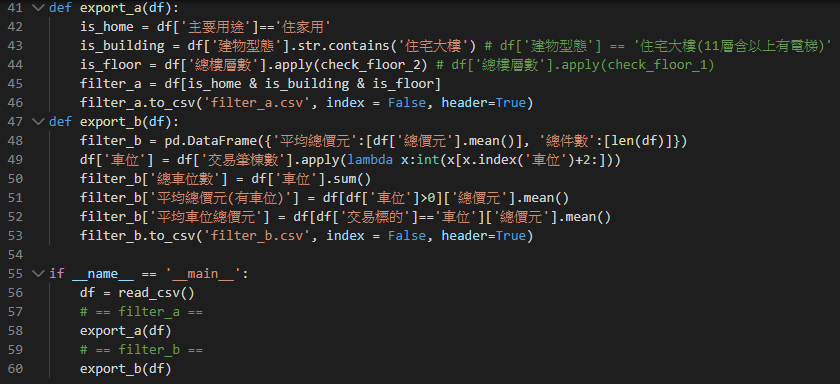 41 def export_a(df):
42     is_home = df['主要用途']=='住家用'
43     is_building = df['建物型態'].str.contains('住宅大樓') # df['建物型態'] == '住宅大樓(11層含以上有電梯)'
44     is_floor = df['總樓層數'].apply(check_floor_2) # df['總樓層數'].apply(check_floor_1)
45     filter_a = df[is_home & is_building & is_floor]
46     filter_a.to_csv('filter_a.csv', index = False, header=True)
47 def export_b(df):
48     filter_b = pd.DataFrame({'平均總價元':[df['總價元'].mean()], '總件數':[len(df)]})
49     df['車位'] = df['交易筆棟數'].apply(lambda x:int(x[x.index('車位')+2:]))
50     filter_b['總車位數'] = df['車位'].sum()
51     filter_b['平均總價元(有車位)'] = df[df['車位']>0]['總價元'].mean()
52     filter_b['平均車位總價元'] = df[df['交易標的']=='車位']['總價元'].mean()
53     filter_b.to_csv('filter_b.csv', index = False, header=True)
54
55 if __name__ == '__main__':
56     df = read_csv()
57     # == filter_a ==
58     export_a(df)
59     # == filter_b ==
60     export_b(df)